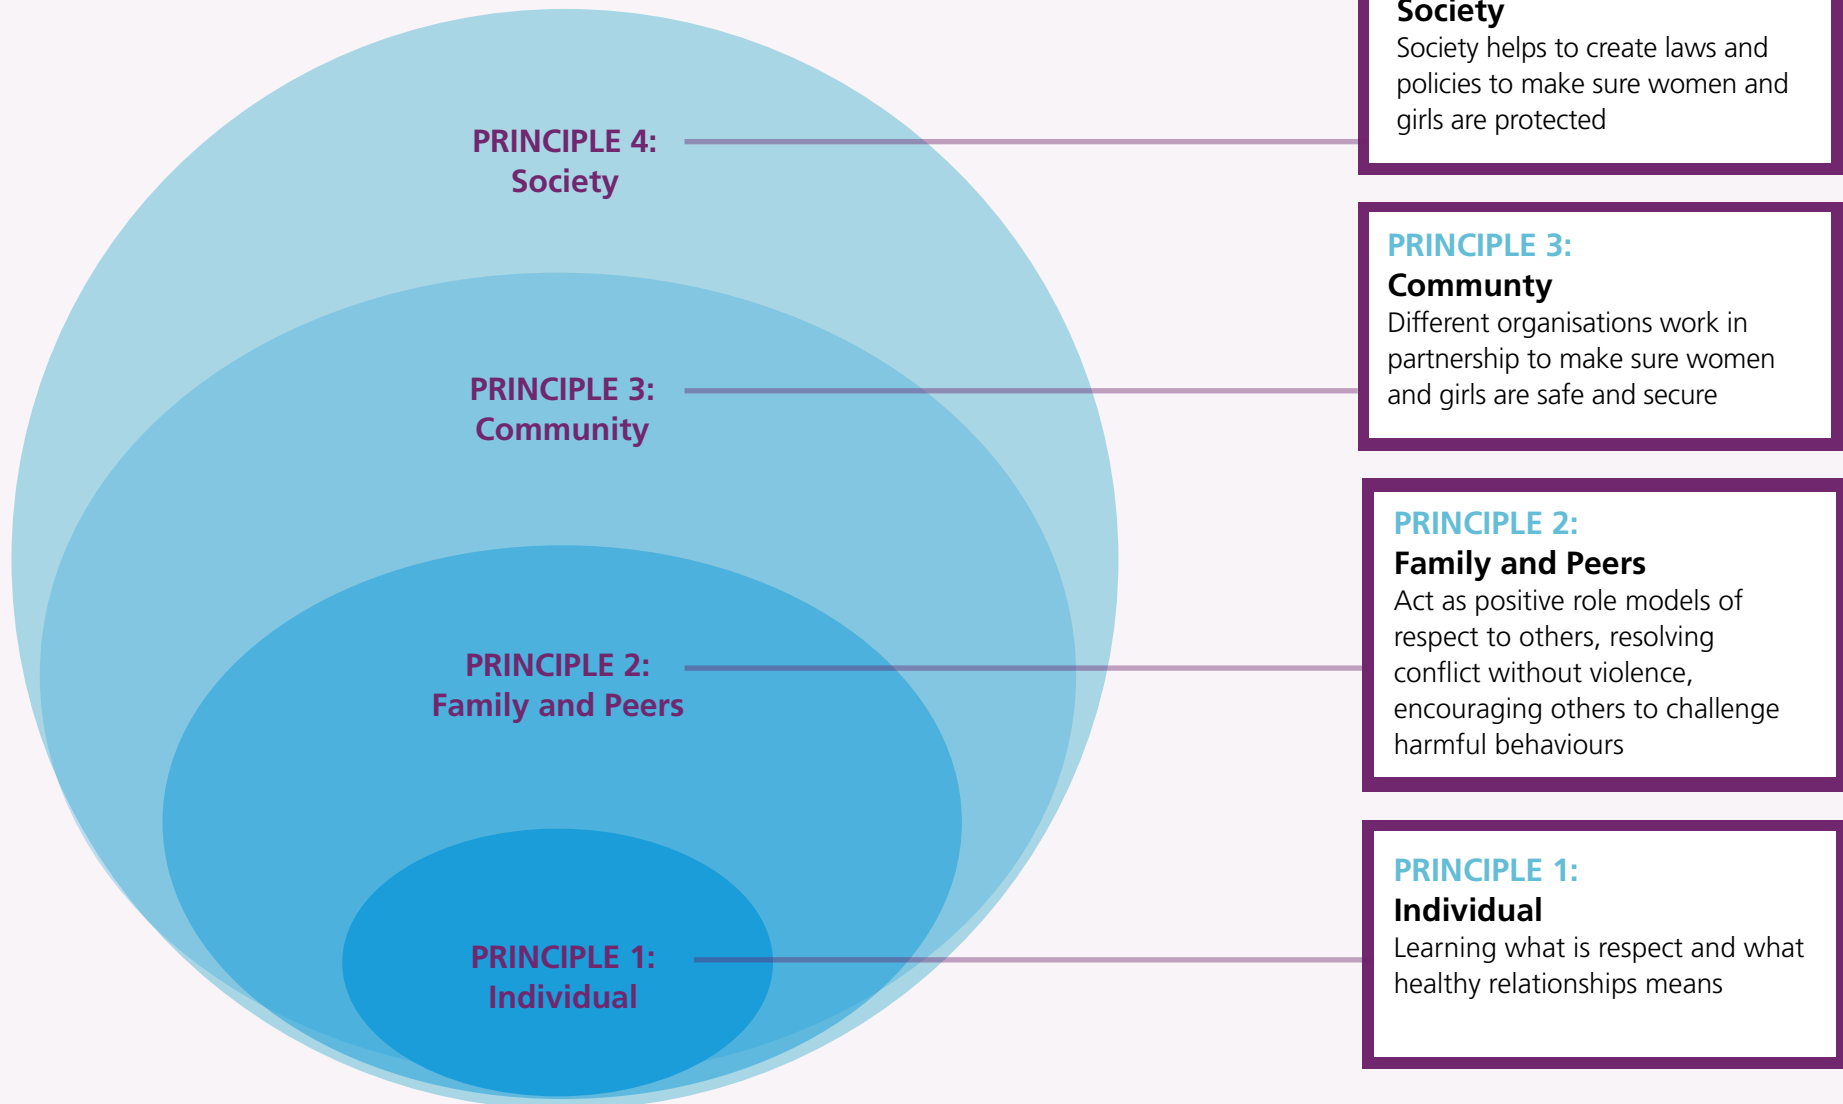 PRINCIPLE 4:
Society
PRINCIPLE 3:
Community
PRINCIPLE 2:
Family and Peers
PRINCIPLE 1:
Individual
Society
Society helps to create laws and
policies to make sure women and
girls are protected
PRINCIPLE 3:
Communty
Different organisations work in
partnership to make sure women
and girls are safe and secure
PRINCIPLE 2:
Family and Peers
Act as positive role models of
respect to others, resolving
conflict without violence,
encouraging others to challenge
harmful behaviours
PRINCIPLE 1:
Individual
Learning what is respect and what
healthy relationships means